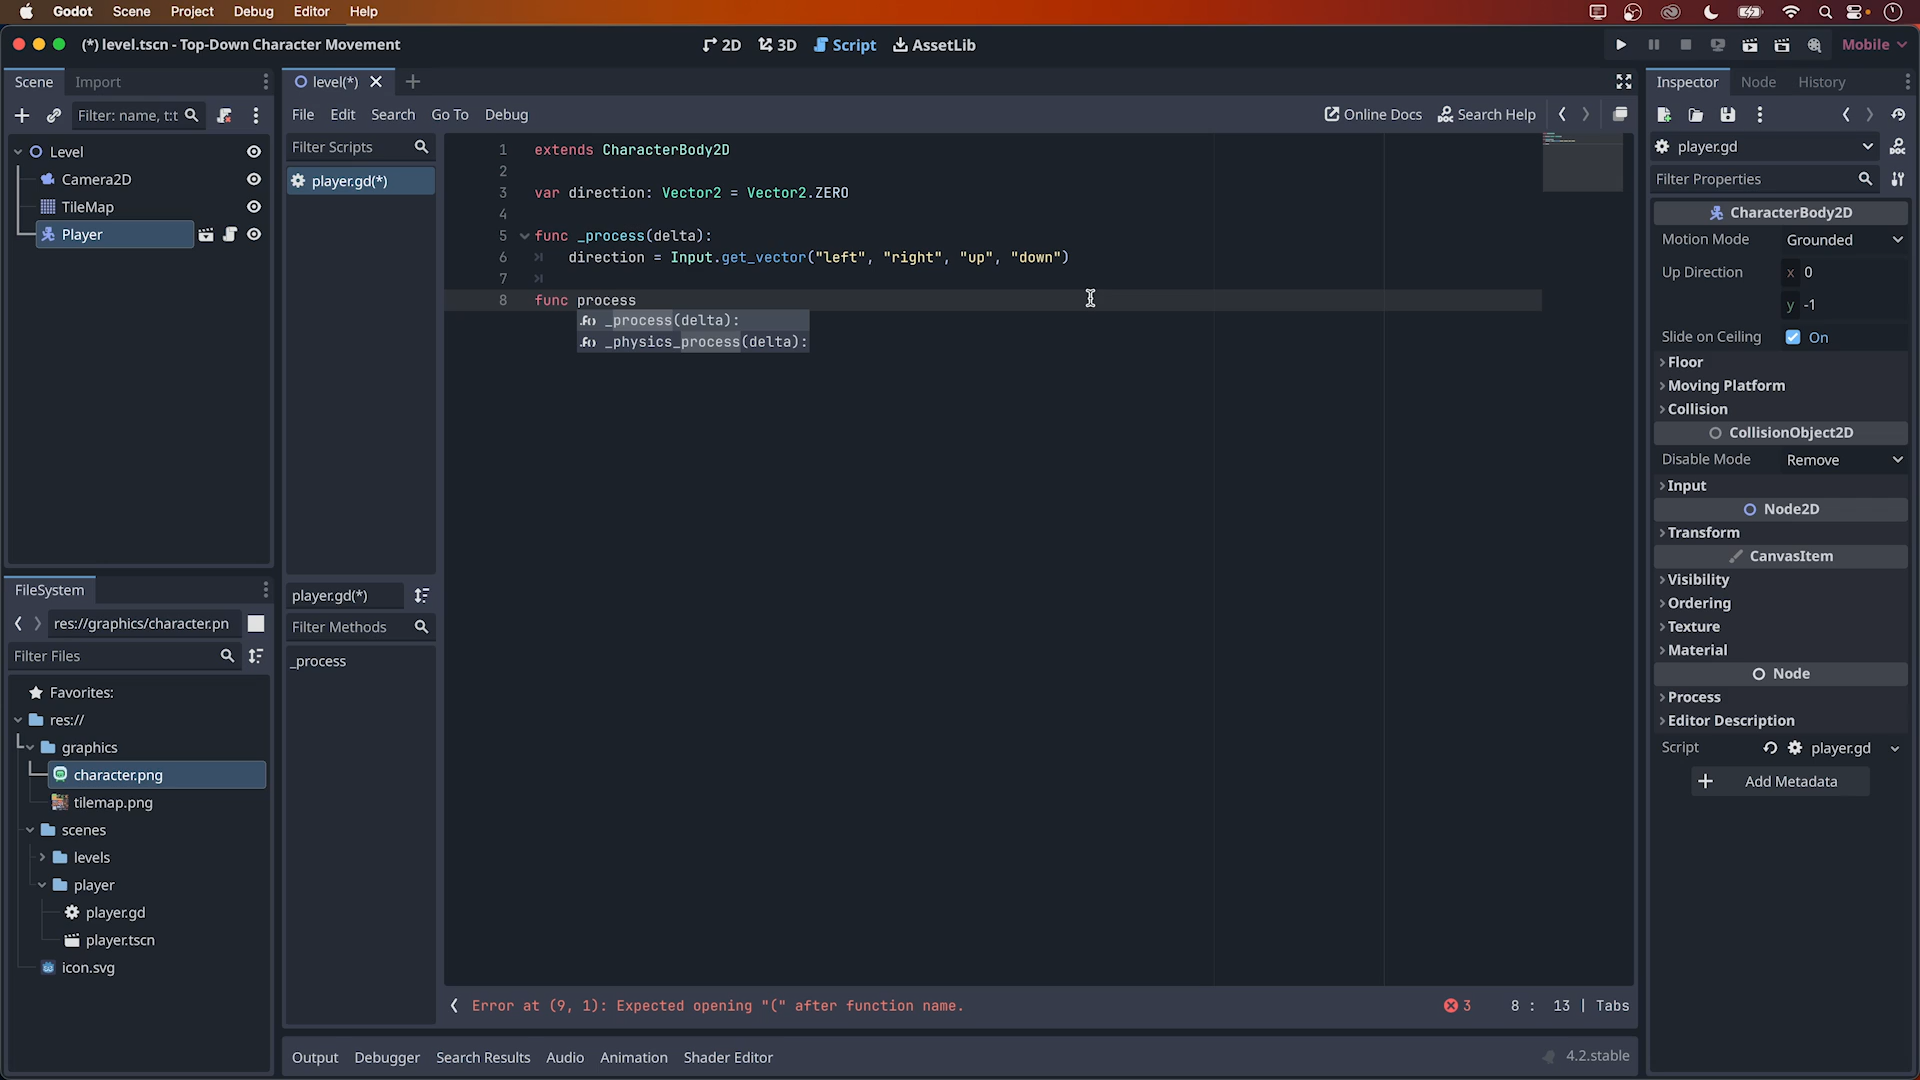 Godot Scene Project Debug Editor Help
(*) level.tscn - Top-Down Character Movement
2D 3D Script AssetLib
Mobile
Scene Import
level(*)
Inspector Node History
Filter: name, t:t
File Edit Search Go To Debug
Online Docs Search Help
Level
Camera2D
TileMap
Player
Filter Scripts
player.gd(*)
1 extends CharacterBody2D
2
3 var direction: Vector2 = Vector2.ZERO
4
5 func _process(delta):
6 direction = Input.get_vector("left", "right", "up", "down")
7
8 func process
_process(delta):
_physics_process(delta):
player.gd
Filter Properties
CharacterBody2D
Motion Mode Grounded
Up Direction x 0
y -1
Slide on Ceiling On
Floor
Moving Platform
Collision
CollisionObject2D
Disable Mode Remove
Input
Node2D
Transform
CanvasItem
Visibility
Ordering
Texture
Material
Node
Process
Editor Description
Script player.gd
Add Metadata
FileSystem
res://graphics/character.pn
Filter Files
Favorites:
res://
graphics
character.png
tilemap.png
scenes
levels
player
player.gd
player.tscn
icon.svg
player.gd(*)
Filter Methods
_process
Error at (9, 1): Expected opening "(" after function name.
3 8 : 13 | Tabs
Output Debugger Search Results Audio Animation Shader Editor
4.2.stable